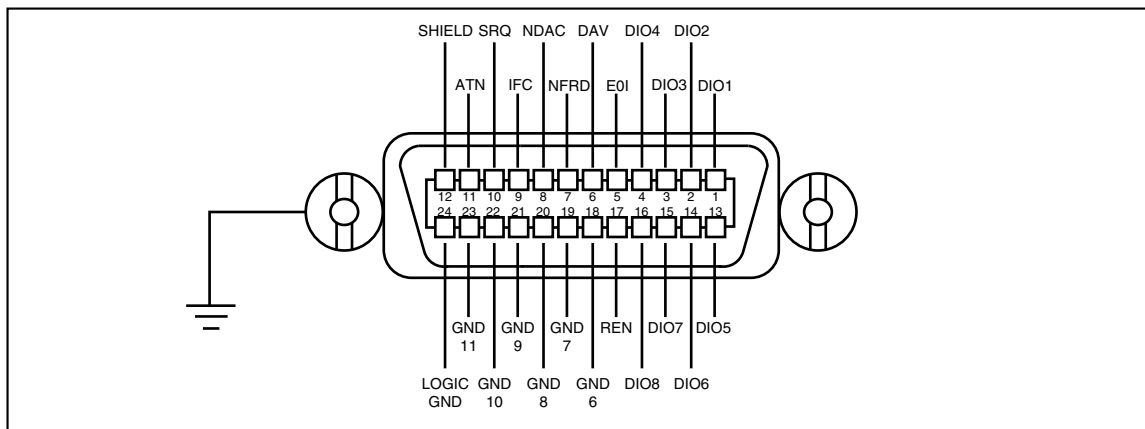 SHIELD SRQ NDAC DAV DIO4 DIO2
ATN IFC NFRD E0I DIO3 DIO1
12 11 10 9 8 7 6 5 4 3 2 1
24 23 22 21 20 19 18 17 16 15 14 13
GND 11 GND 9 GND 7 REN DIO7 DIO5
LOGIC GND GND 10 GND 8 GND 6 DIO8 DIO6